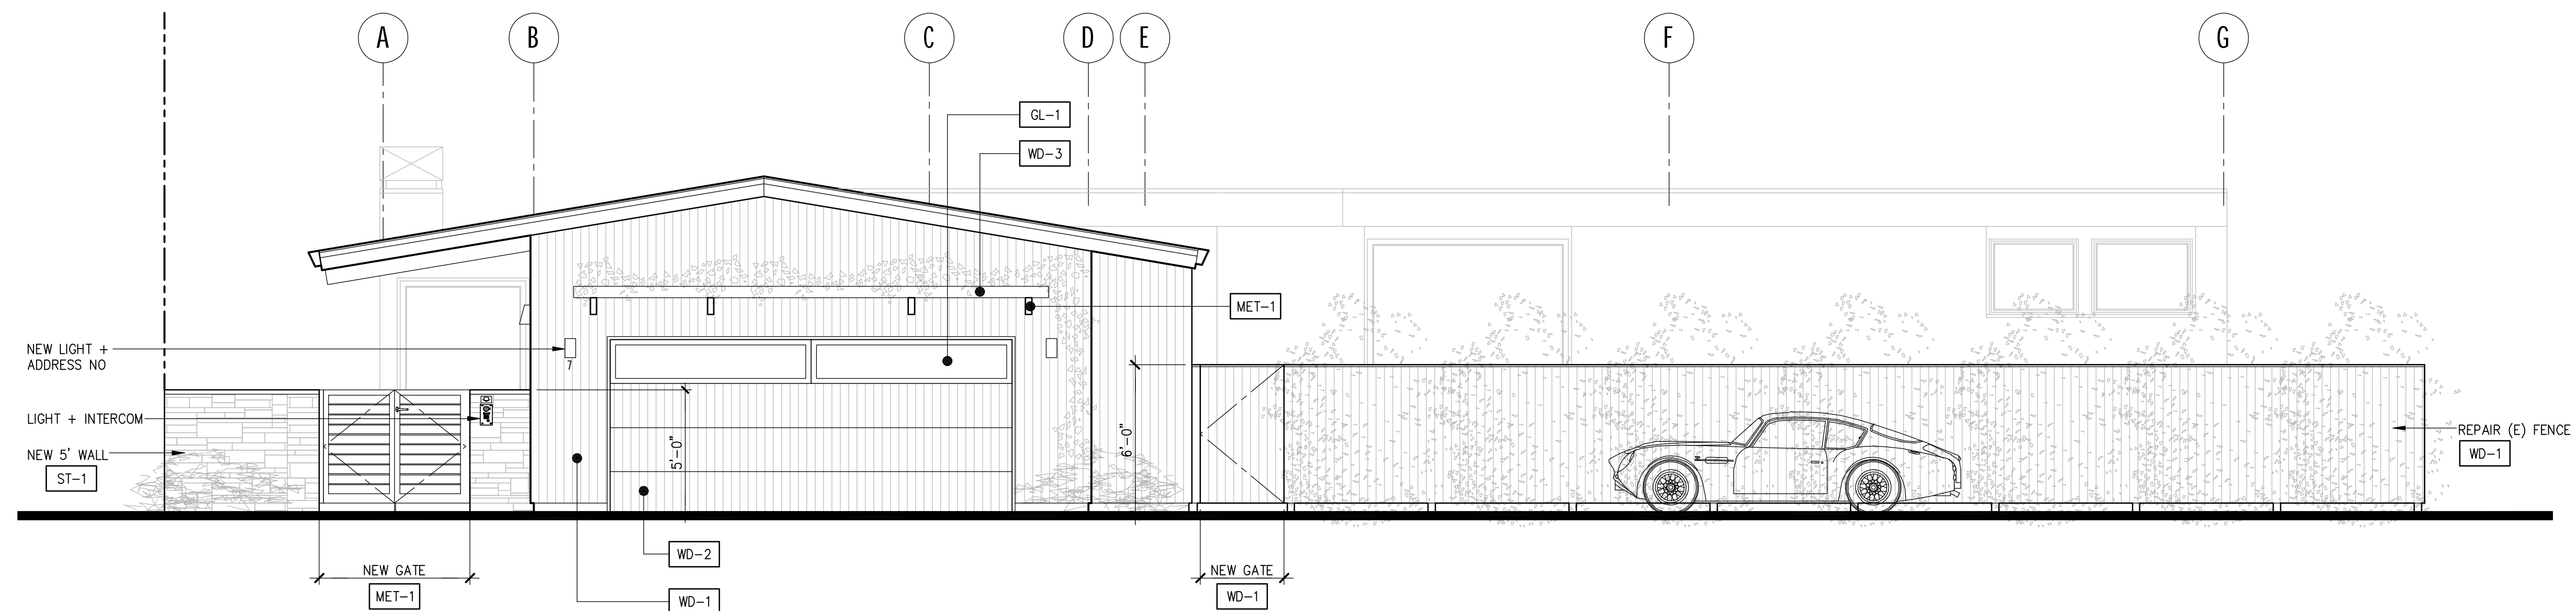 A
B
C
D
E
F
G
GL-1
WD-3
MET-1
NEW LIGHT +
ADDRESS NO
7
LIGHT + INTERCOM
NEW 5' WALL
ST-1
5'-0"
6'-0"
REPAIR (E) FENCE
WD-1
WD-2
WD-1
NEW GATE
MET-1
NEW GATE
WD-1